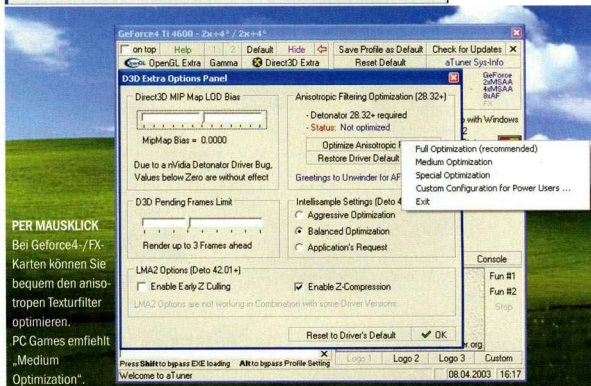 GeForce4 Ti 4600 - 2x+4° / 2x+4°
on top Help 1 2 Default Hide Save Profile as Default Check for Updates
OpenGL Extra Gamma Direct3D Extra Reset Default aTuner Sys-Info
D3D Extra Options Panel
GeForce
2xMSAA
4xMSAA
8xAF
Direct3D MIP Map LOD Bias
MipMap Bias = 0.0000
Due to a nVidia Detonator Driver Bug,
Values below Zero are without effect
Anisotropic Filtering Optimization (28.32+)
- Detonator 28.32+ required
- Status: Not optimized
Optimize Anisotropic
Restore Driver Default
Greetings to Unwinder for AF
with Windows
Full Optimization (recommended)
Medium Optimization
Special Optimization
Custom Configuration for Power Users ...
Exit
D3D Pending Frames Limit
Render up to 3 Frames ahead
Intellisample Settings (Deto 4
Aggressive Optimization
Balanced Optimization
Application's Request
LMA2 Options (Deto 42.01+)
Enable Early Z Culling Enable Z-Compression
LMA2 Options are not working in Combination with some Driver Versions
Reset to Driver's Default OK
Console
Fun #1
Fun #2
Stop
er.org
Logo 1 Logo 2 Logo 3 Custom
Press Shift to bypass EXE loading Alt to bypass Profile Setting
Welcome to aTuner 08.04.2003 16:17
PER MAUSKLICK
Bei Geforce4-/FX-
Karten können Sie
bequem den aniso-
tropen Texturfilter
optimieren.
PC Games emfiehlt
„Medium
Optimization“.